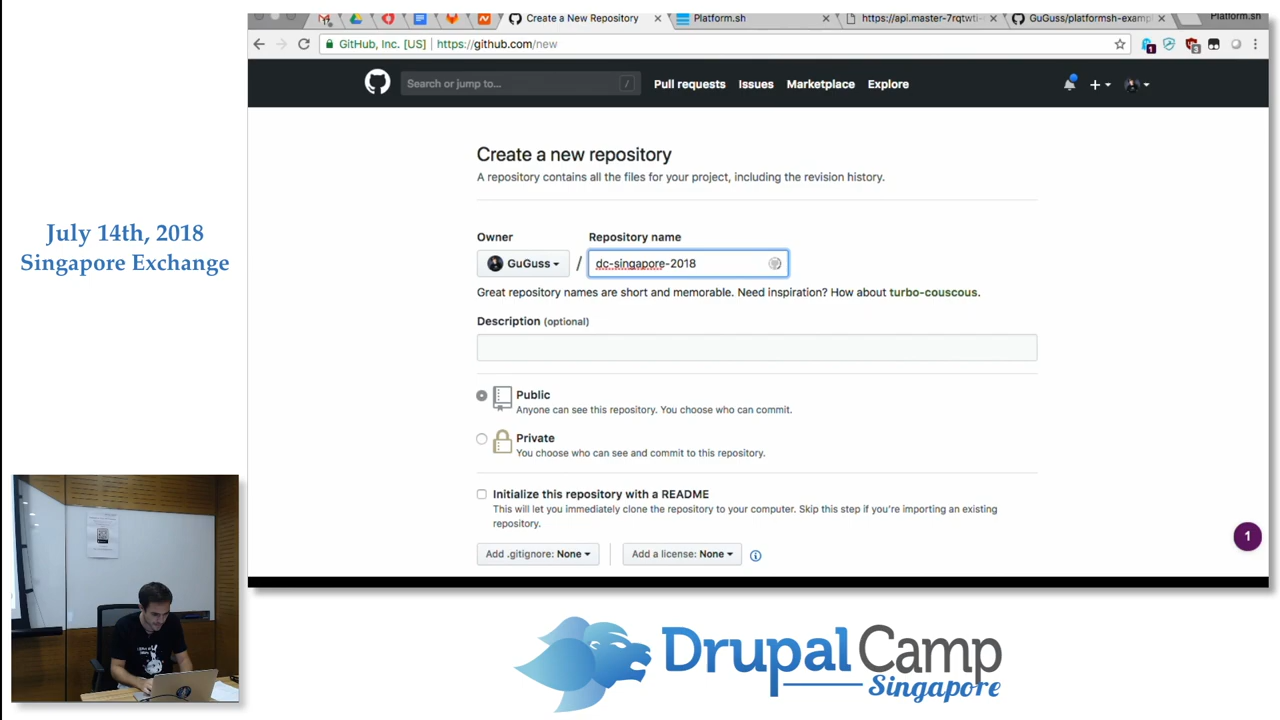 July 14th, 2018
Singapore Exchange
Create a New Repository
Platform.sh
https://api.master-7rqtwti-
GuGuss/platformsh-exampl
Platform.sh
GitHub, Inc. [US]
https://github.com/new
1
3
Search or jump to...
/
Pull requests
Issues
Marketplace
Explore
Create a new repository
A repository contains all the files for your project, including the revision history.
Owner
Repository name
GuGuss
/
dc-singapore-2018
Great repository names are short and memorable. Need inspiration? How about turbo-couscous.
Description (optional)
Public
Anyone can see this repository. You choose who can commit.
Private
You choose who can see and commit to this repository.
Initialize this repository with a README
This will let you immediately clone the repository to your computer. Skip this step if you're importing an existing
repository.
Add .gitignore: None
Add a license: None
1
DrupalCamp
Singapore